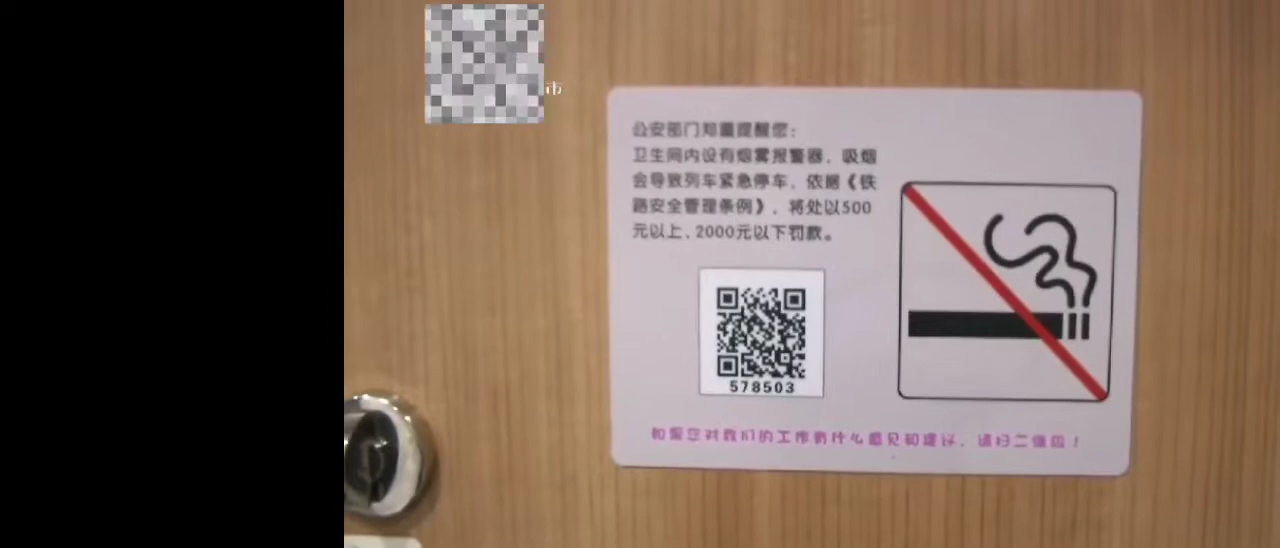 市
公安部门郑重提醒您：
卫生间内设有烟雾报警器，吸烟
会导致列车紧急停车，依据《铁
路安全管理条例》，将处以500
元以上，2000元以下罚款。
578503
如果您对我们的工作有什么意见和建议，请扫二维码！